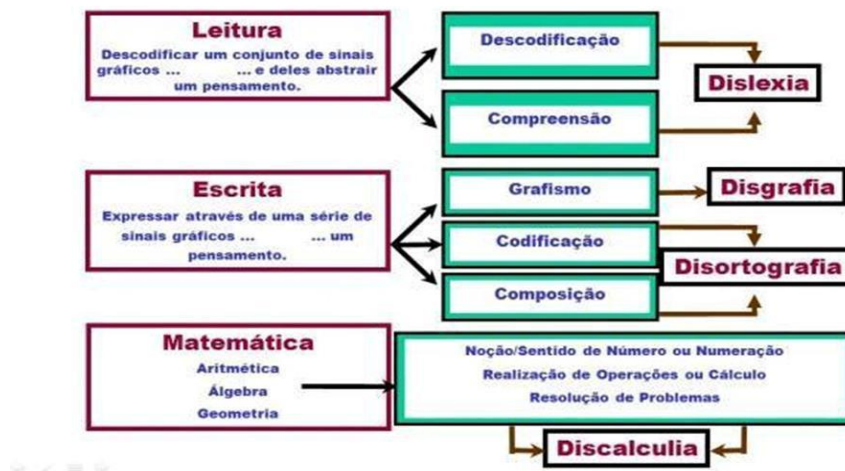 Leitura
Descodificar um conjunto de sinais
gráficos ... ... e deles abstrair
um pensamento.
Descodificação
Compreensão
Dislexia
Escrita
Expressar através de uma série de
sinais gráficos ... ... um
pensamento.
Grafismo
Codificação
Composição
Disgrafia
Disortografia
Matemática
Aritmética
Álgebra
Geometria
Noção/Sentido de Número ou Numeração
Realização de Operações ou Cálculo
Resolução de Problemas
Discalculia